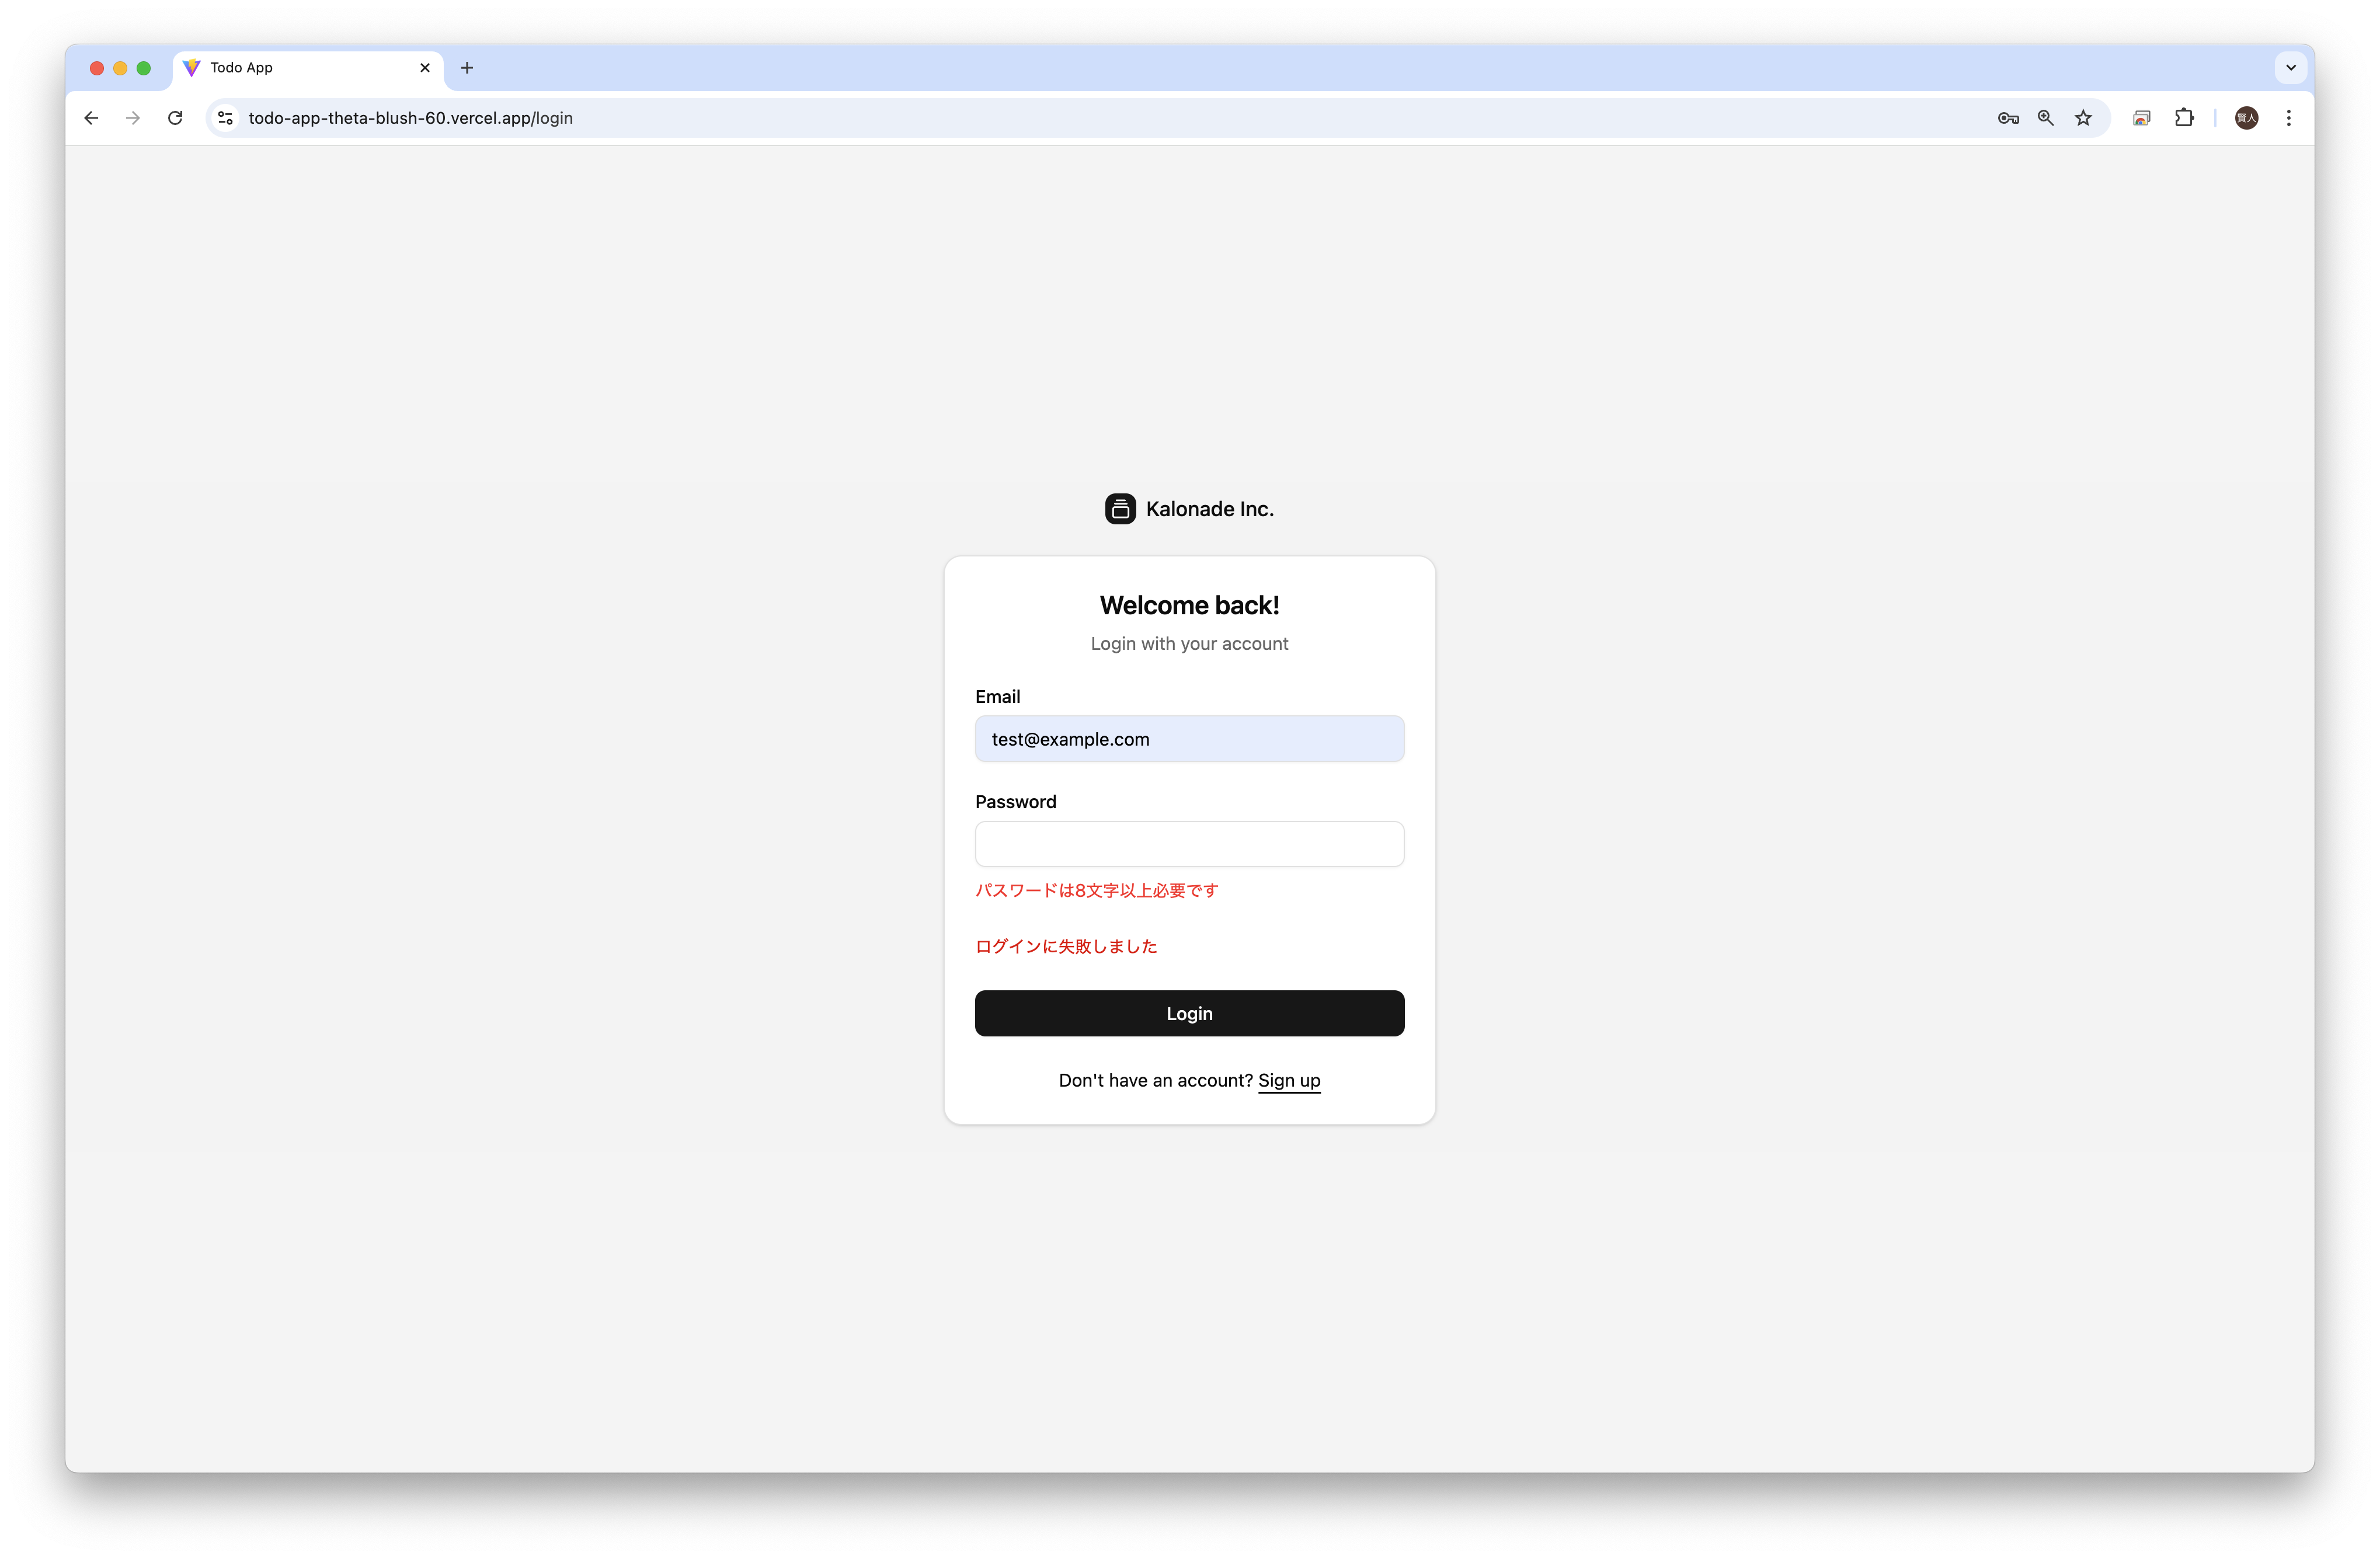 Todo App
todo-app-theta-blush-60.vercel.app/login
賢人
Kalonade Inc.
Welcome back!
Login with your account
Email
test@example.com
Password
パスワードは8文字以上必要です
ログインに失敗しました
Login
Don't have an account? Sign up